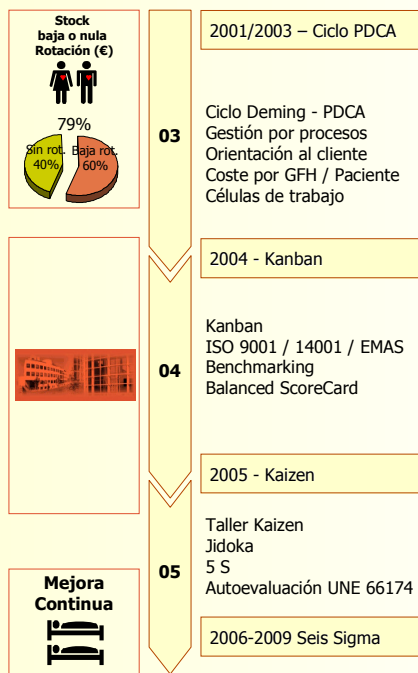 Stock
baja o nula
Rotación (€)
79%
Sin rot.
40%
Baja rot.
60%
2001/2003 – Ciclo PDCA
03
Ciclo Deming - PDCA
Gestión por procesos
Orientación al cliente
Coste por GFH / Paciente
Células de trabajo
2004 - Kanban
04
Kanban
ISO 9001 / 14001 / EMAS
Benchmarking
Balanced ScoreCard
2005 - Kaizen
05
Taller Kaizen
Jidoka
5 S
Autoevaluación UNE 66174
Mejora
Continua
2006-2009 Seis Sigma